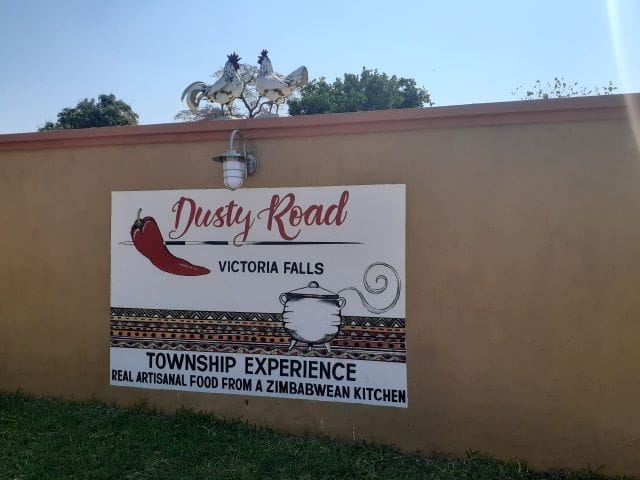 Dusty Road
VICTORIA FALLS
TOWNSHIP EXPERIENCE
REAL ARTISANAL FOOD FROM A ZIMBABWEAN KITCHEN